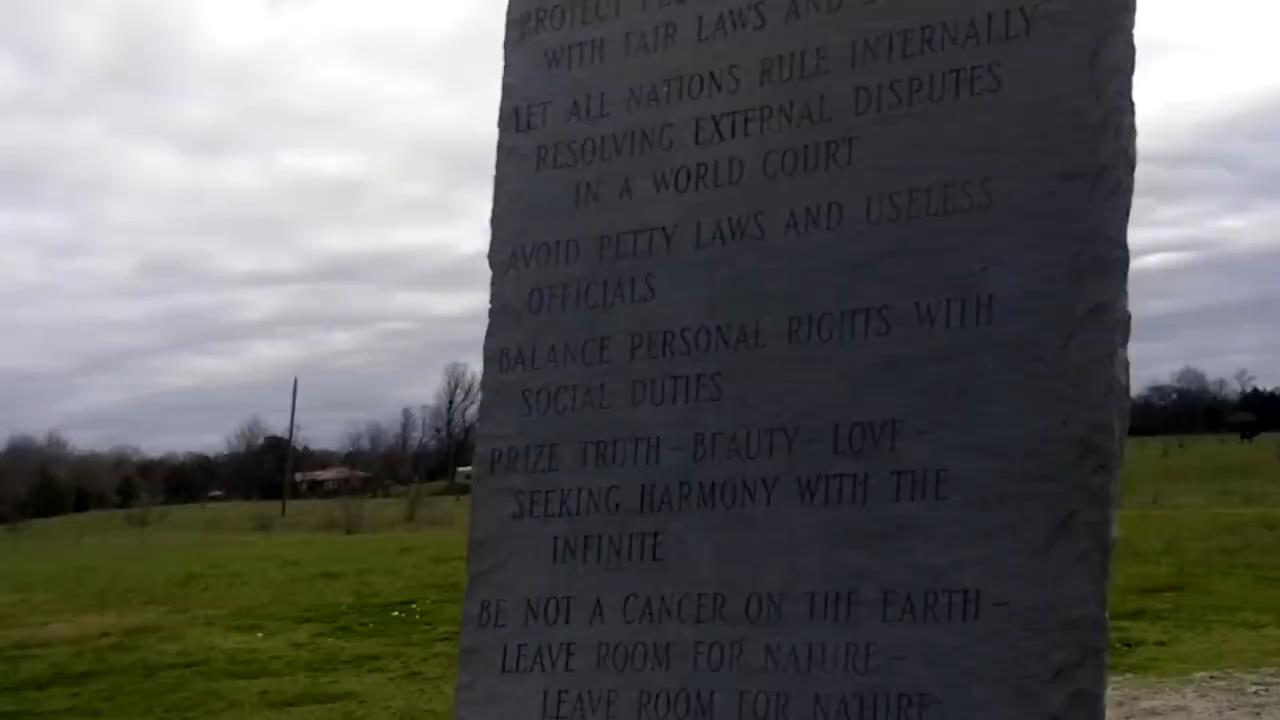 PROTECT
WITH FAIR LAWS AND
LET ALL NATIONS RULE INTERNALLY
RESOLVING EXTERNAL DISPUTES
IN A WORLD COURT
AVOID PETTY LAWS AND USELESS
OFFICIALS
BALANCE PERSONAL RIGHTS WITH
SOCIAL DUTIES
PRIZE TRUTH - BEAUTY - LOVE -
SEEKING HARMONY WITH THE
INFINITE
BE NOT A CANCER ON THE EARTH -
LEAVE ROOM FOR NATURE -
LEAVE ROOM FOR NATURE